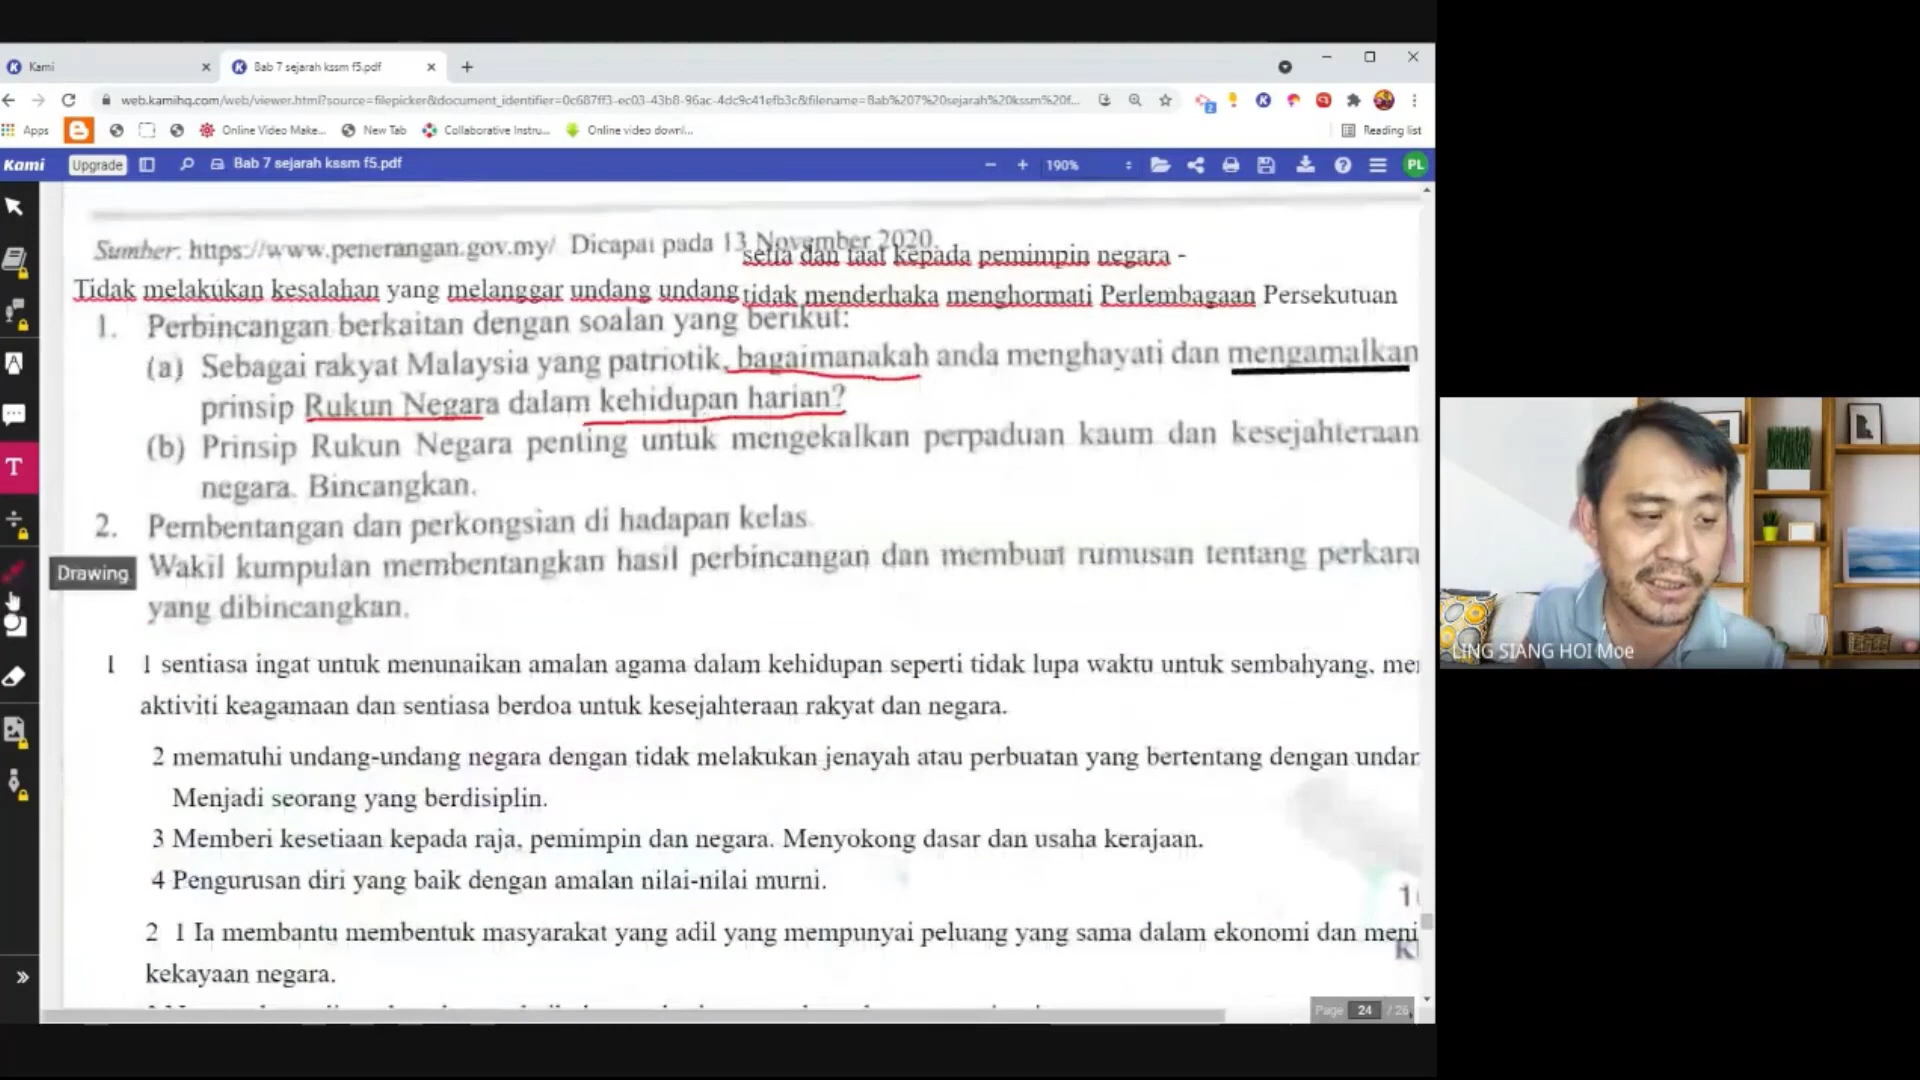 Kami
Bab 7 sejarah kssm f5.pdf
web.kamihq.com/web/viewer.html?source=filepicker&document_identifier=0c687ff3-ec03-43b8-96ac-4dc9c41efb3c&filename=Bab%207%20sejarah%20kssm%20f...
Apps
Online Video Make...
New Tab
Collaborative Instru...
Online video downl...
Reading list
Kami
Upgrade
Bab 7 sejarah kssm f5.pdf
190%
PL
Sumber: https://www.penerangan.gov.my/ Dicapai pada 13 November 2020.
setia dan taat kepada pemimpin negara -
Tidak melakukan kesalahan yang melanggar undang undang
tidak menderhaka menghormati Perlembagaan Persekutuan
1. Perbincangan berkaitan dengan soalan yang berikut:
(a) Sebagai rakyat Malaysia yang patriotik, bagaimanakah anda menghayati dan mengamalkan
prinsip Rukun Negara dalam kehidupan harian?
(b) Prinsip Rukun Negara penting untuk mengekalkan perpaduan kaum dan kesejahteraan
negara. Bincangkan.
2. Pembentangan dan perkongsian di hadapan kelas.
Drawing
Wakil kumpulan membentangkan hasil perbincangan dan membuat rumusan tentang perkara
yang dibincangkan.
1 1 sentiasa ingat untuk menunaikan amalan agama dalam kehidupan seperti tidak lupa waktu untuk sembahyang,
aktiviti keagamaan dan sentiasa berdoa untuk kesejahteraan rakyat dan negara.
2 mematuhi undang-undang negara dengan tidak melakukan jenayah atau perbuatan yang bertentang dengan
Menjadi seorang yang berdisiplin.
3 Memberi kesetiaan kepada raja, pemimpin dan negara. Menyokong dasar dan usaha kerajaan.
4 Pengurusan diri yang baik dengan amalan nilai-nilai murni.
2 1 Ia membantu membentuk masyarakat yang adil yang mempunyai peluang yang sama dalam ekonomi dan
kekayaan negara.
Page 24 / 26
LING SIANG HOI Moe